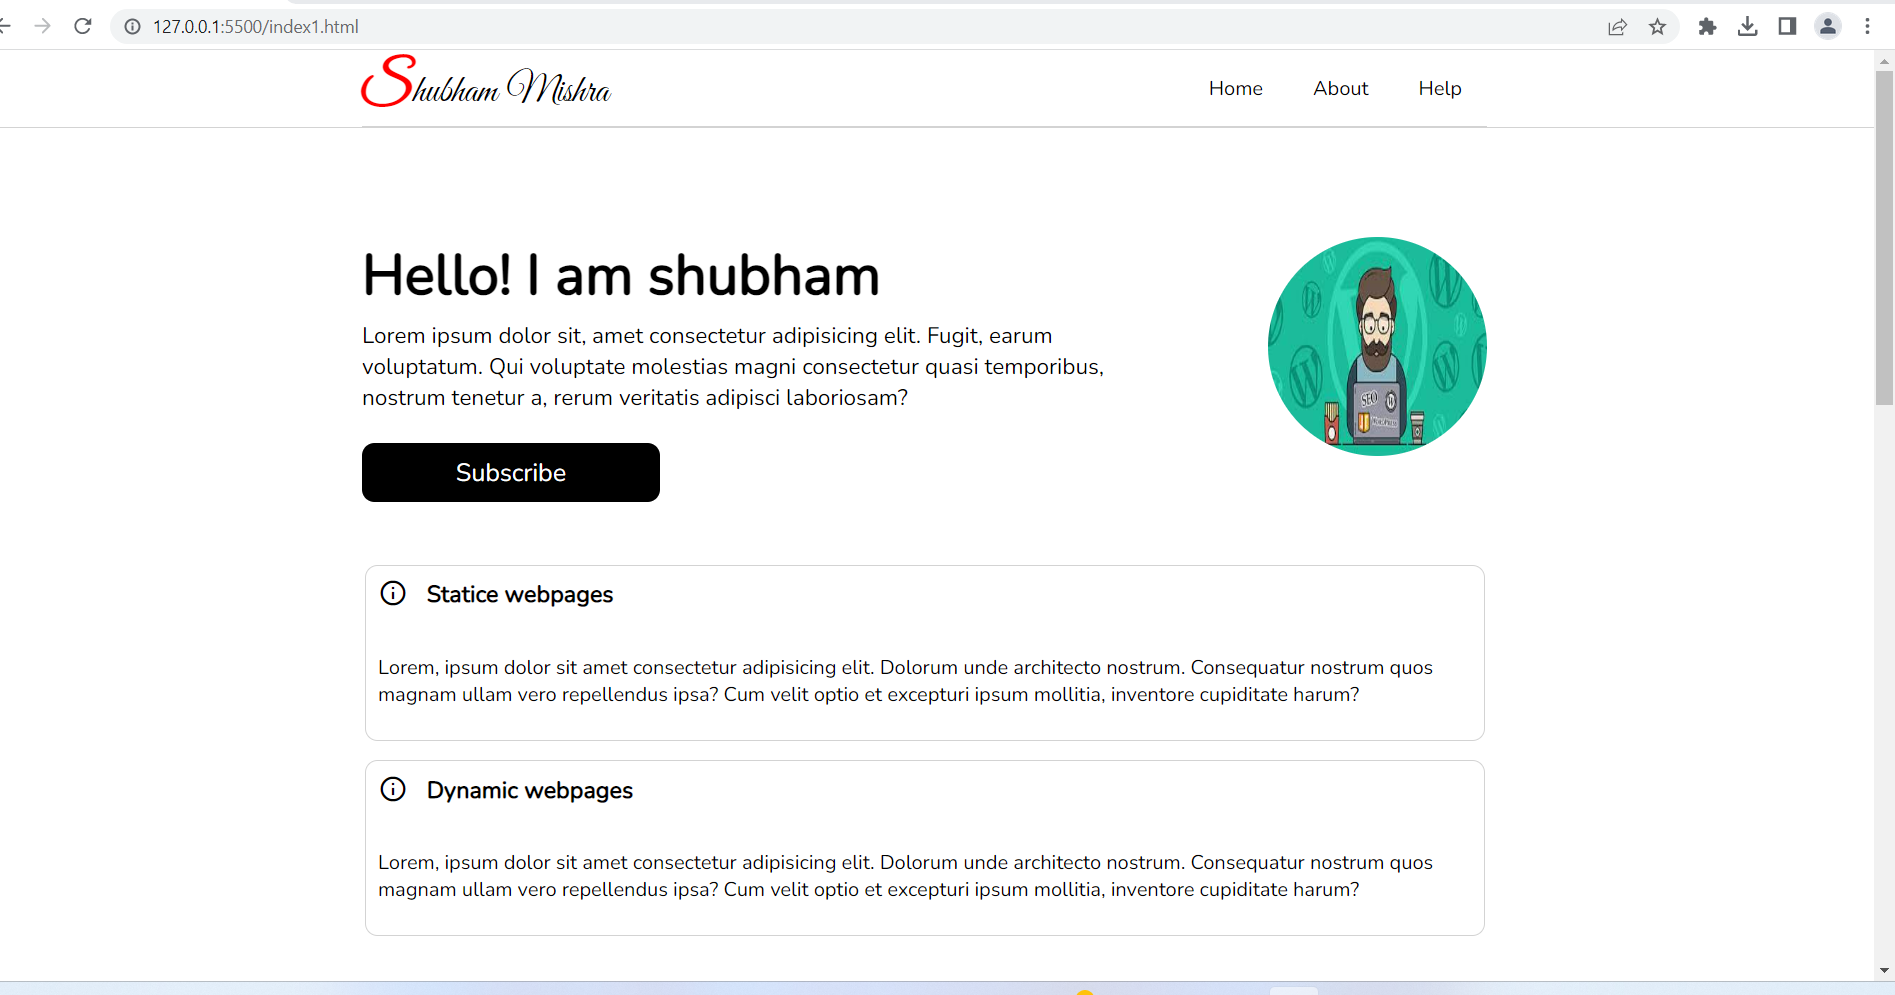 127.0.0.1:5500/index1.html
Shubham Mishra
Home About Help
Hello! I am shubham
Lorem ipsum dolor sit, amet consectetur adipisicing elit. Fugit, earum
voluptatum. Qui voluptate molestias magni consectetur quasi temporibus,
nostrum tenetur a, rerum veritatis adipisci laboriosam?
SEO
WORDPRESS
Subscribe
Statice webpages
Lorem, ipsum dolor sit amet consectetur adipisicing elit. Dolorum unde architecto nostrum. Consequatur nostrum quos
magnam ullam vero repellendus ipsa? Cum velit optio et excepturi ipsum mollitia, inventore cupiditate harum?
Dynamic webpages
Lorem, ipsum dolor sit amet consectetur adipisicing elit. Dolorum unde architecto nostrum. Consequatur nostrum quos
magnam ullam vero repellendus ipsa? Cum velit optio et excepturi ipsum mollitia, inventore cupiditate harum?